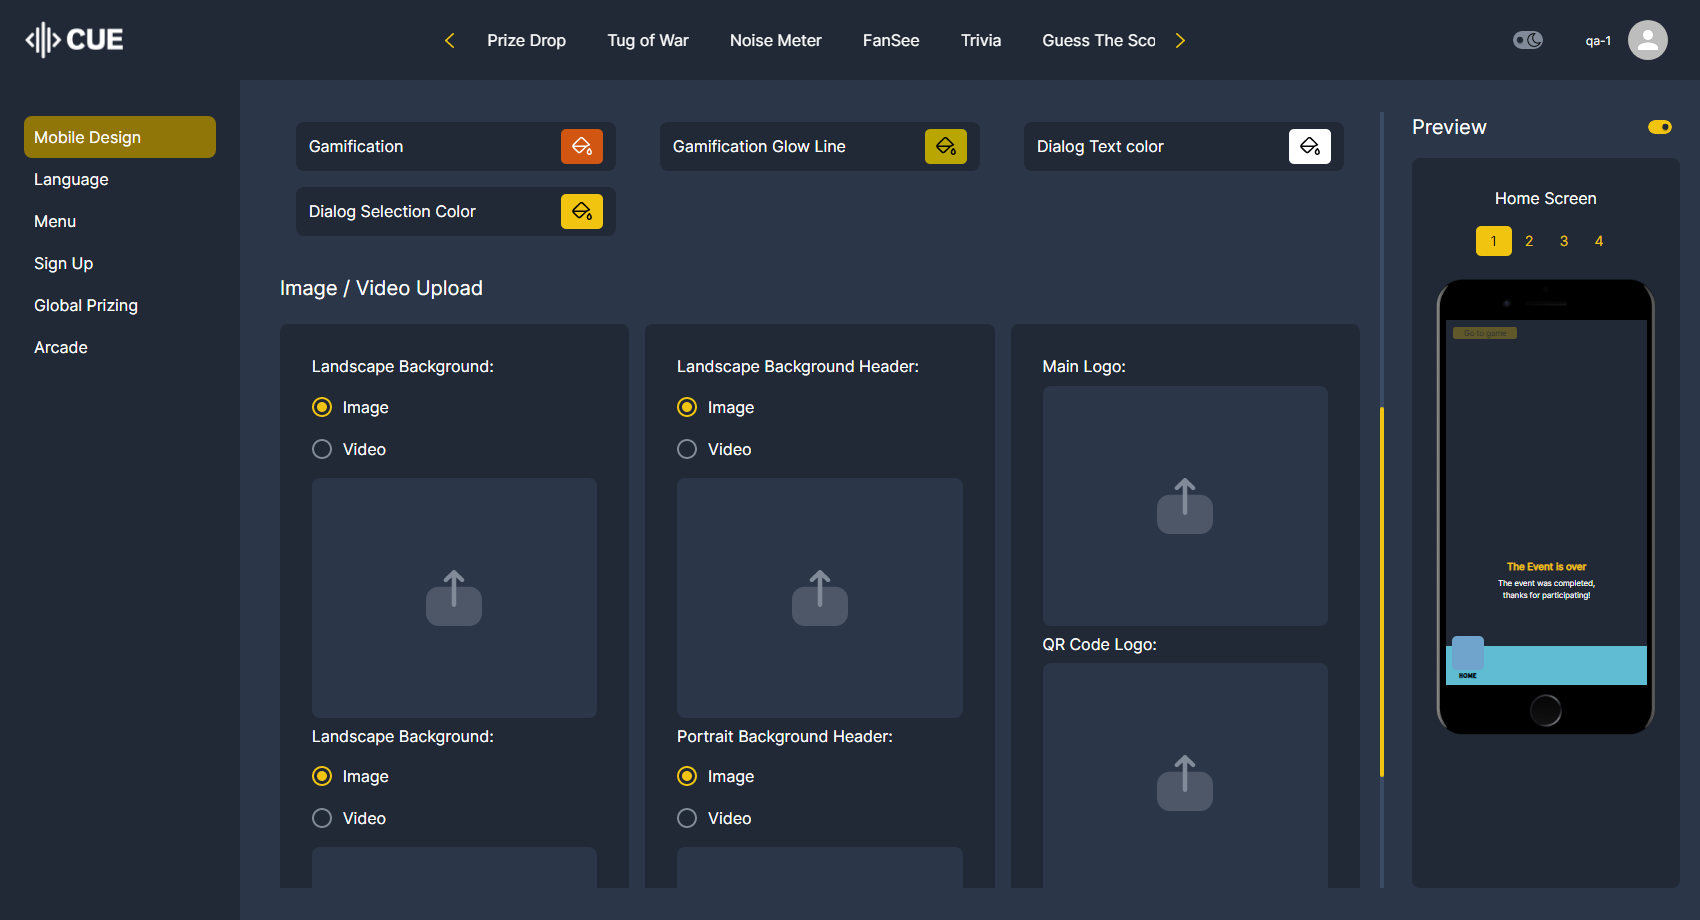 CUE
Prize Drop
Tug of War
Noise Meter
FanSee
Trivia
Guess The Sco
qa-1
Mobile Design
Language
Menu
Sign Up
Global Prizing
Arcade
Gamification
Gamification Glow Line
Dialog Text color
Dialog Selection Color
Image / Video Upload
Landscape Background:
Image
Video
Landscape Background:
Image
Video
Landscape Background Header:
Image
Video
Portrait Background Header:
Image
Video
Main Logo:
QR Code Logo:
Preview
Home Screen
1 2 3 4
Go to game
The Event is over
The event was completed,
thanks for participating!
HOME